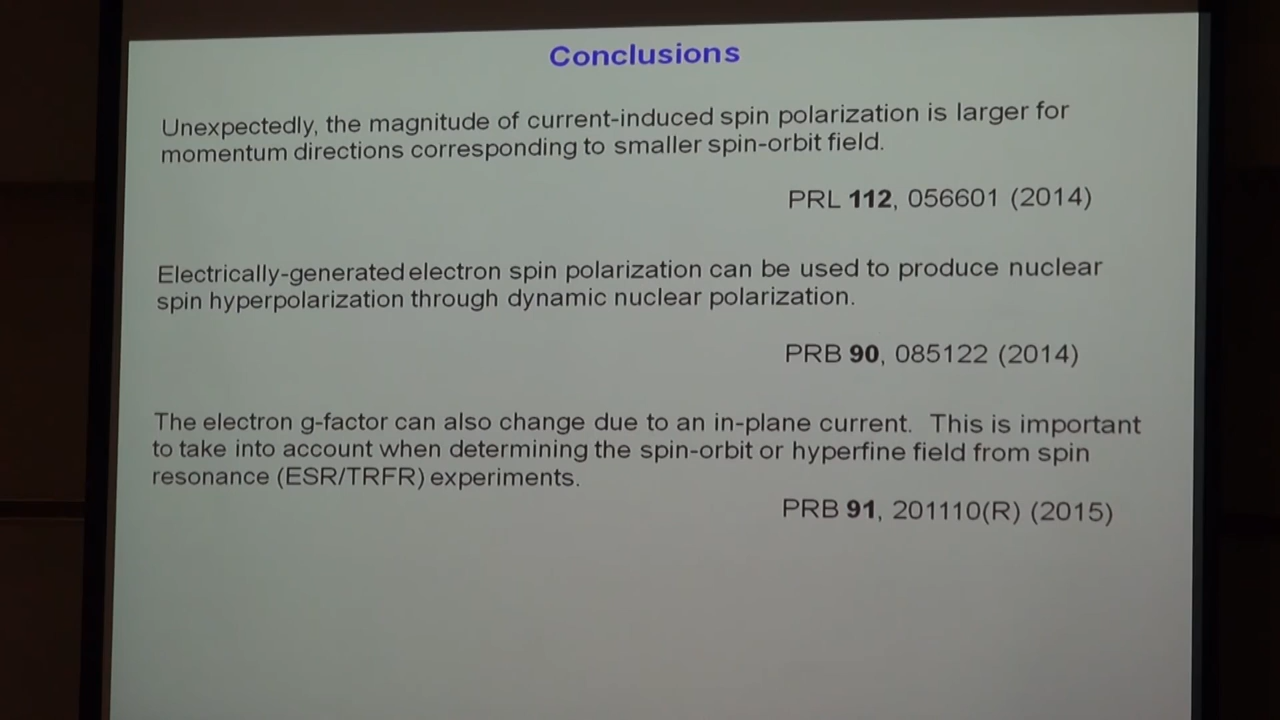 Conclusions
Unexpectedly, the magnitude of current-induced spin polarization is larger for
momentum directions corresponding to smaller spin-orbit field.
PRL 112, 056601 (2014)
Electrically-generated electron spin polarization can be used to produce nuclear
spin hyperpolarization through dynamic nuclear polarization.
PRB 90, 085122 (2014)
The electron g-factor can also change due to an in-plane current. This is important
to take into account when determining the spin-orbit or hyperfine field from spin
resonance (ESR/TRFR) experiments.
PRB 91, 201110(R) (2015)